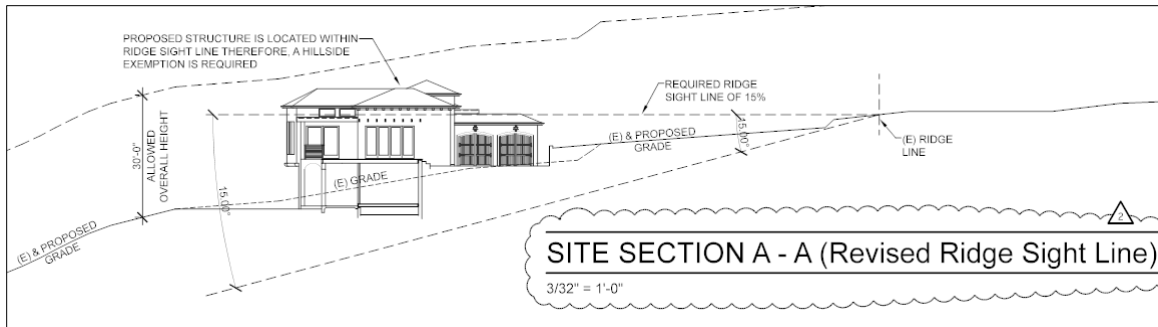 PROPOSED STRUCTURE IS LOCATED WITHIN
RIDGE SIGHT LINE THEREFORE, A HILLSIDE
EXEMPTION IS REQUIRED
REQUIRED RIDGE
SIGHT LINE OF 15%
30'-0"
ALLOWED
OVERALL HEIGHT
15.00°
15.00°
(E) & PROPOSED
GRADE
(E) RIDGE
LINE
(E) GRADE
(E) & PROPOSED
GRADE
2
SITE SECTION A - A (Revised Ridge Sight Line)
3/32" = 1'-0"